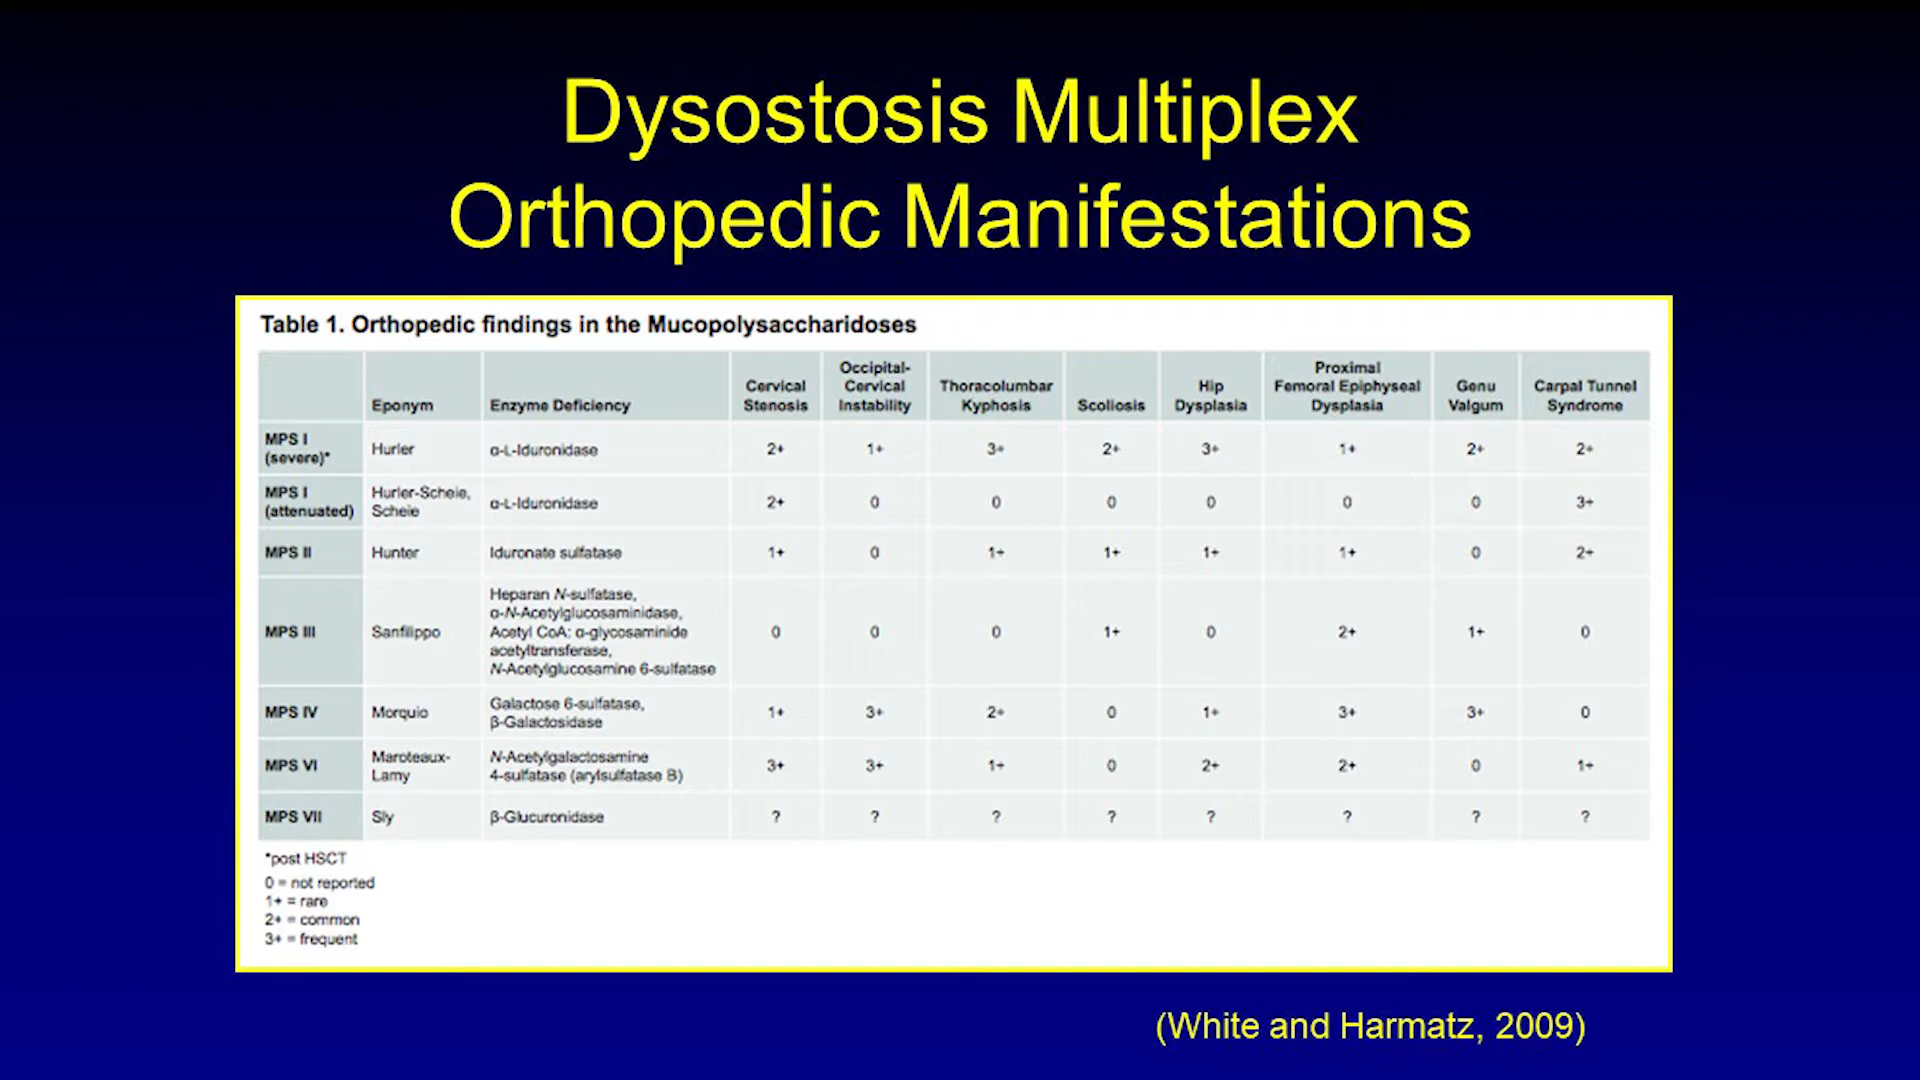 Dysostosis Multiplex
Orthopedic Manifestations
Table 1. Orthopedic findings in the Mucopolysaccharidoses
Eponym Enzyme Deficiency Cervical Stenosis Occipital-Cervical Instability Thoracolumbar Kyphosis Scoliosis Hip Dysplasia Proximal Femoral Epiphyseal Dysplasia Genu Valgum Carpal Tunnel Syndrome
MPS I (severe)* Hurler α-L-Iduronidase 2+ 1+ 3+ 2+ 3+ 1+ 2+ 2+
MPS I (attenuated) Hurler-Scheie, Scheie α-L-Iduronidase 2+ 0 0 0 0 0 0 3+
MPS II Hunter Iduronate sulfatase 1+ 0 1+ 1+ 1+ 1+ 0 2+
MPS III Sanfilippo Heparan N-sulfatase, α-N-Acetylglucosaminidase, Acetyl CoA: α-glycosaminide acetyltransferase, N-Acetylglucosamine 6-sulfatase 0 0 0 1+ 0 2+ 1+ 0
MPS IV Morquio Galactose 6-sulfatase, β-Galactosidase 1+ 3+ 2+ 0 1+ 3+ 3+ 0
MPS VI Maroteaux-Lamy N-Acetylgalactosamine 4-sulfatase (arylsulfatase B) 3+ 3+ 1+ 0 2+ 2+ 0 1+
MPS VII Sly β-Glucuronidase ? ? ? ? ? ? ? ?
*post HSCT
0 = not reported
1+ = rare
2+ = common
3+ = frequent
(White and Harmatz, 2009)